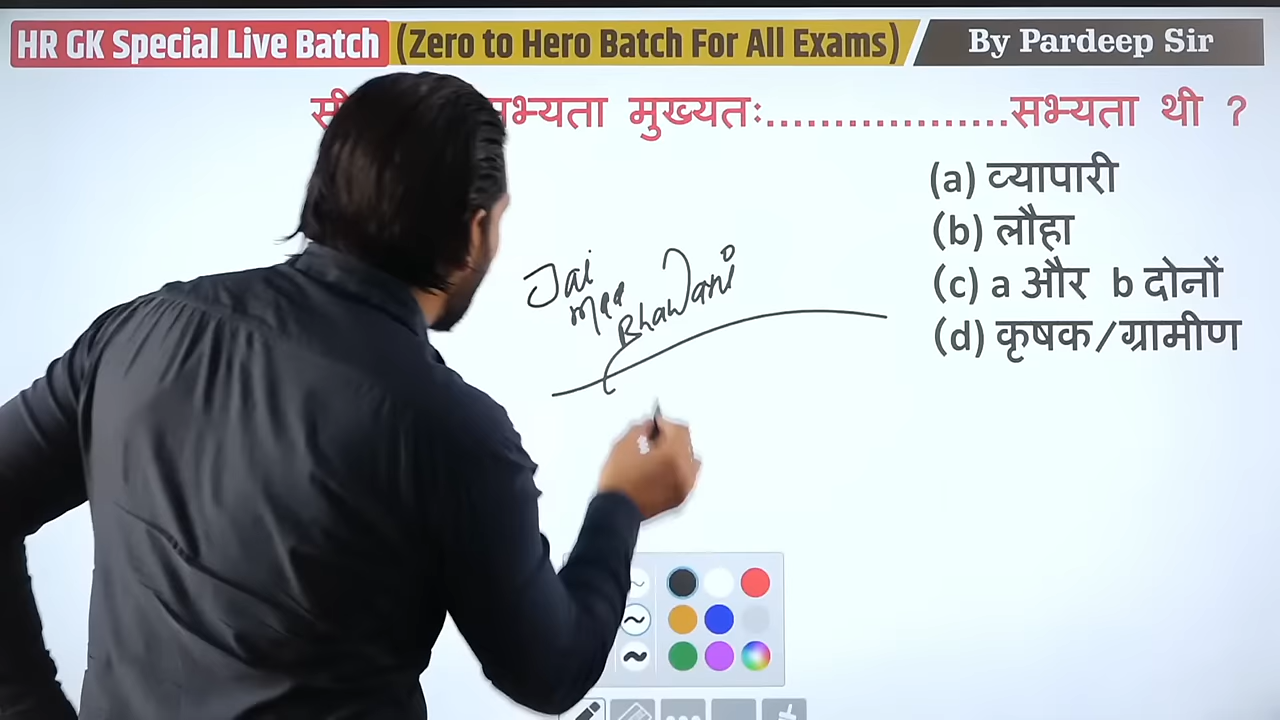 HR GK Special Live Batch (Zero to Hero Batch For All Exams) By Pardeep Sir
सभ्यता मुख्यतः..................सभ्यता थी ?
(a) व्यापारी
(b) लौहा
(c) a और b दोनों
(d) कृषक/ग्रामीण
Jai
maa
Bhawani